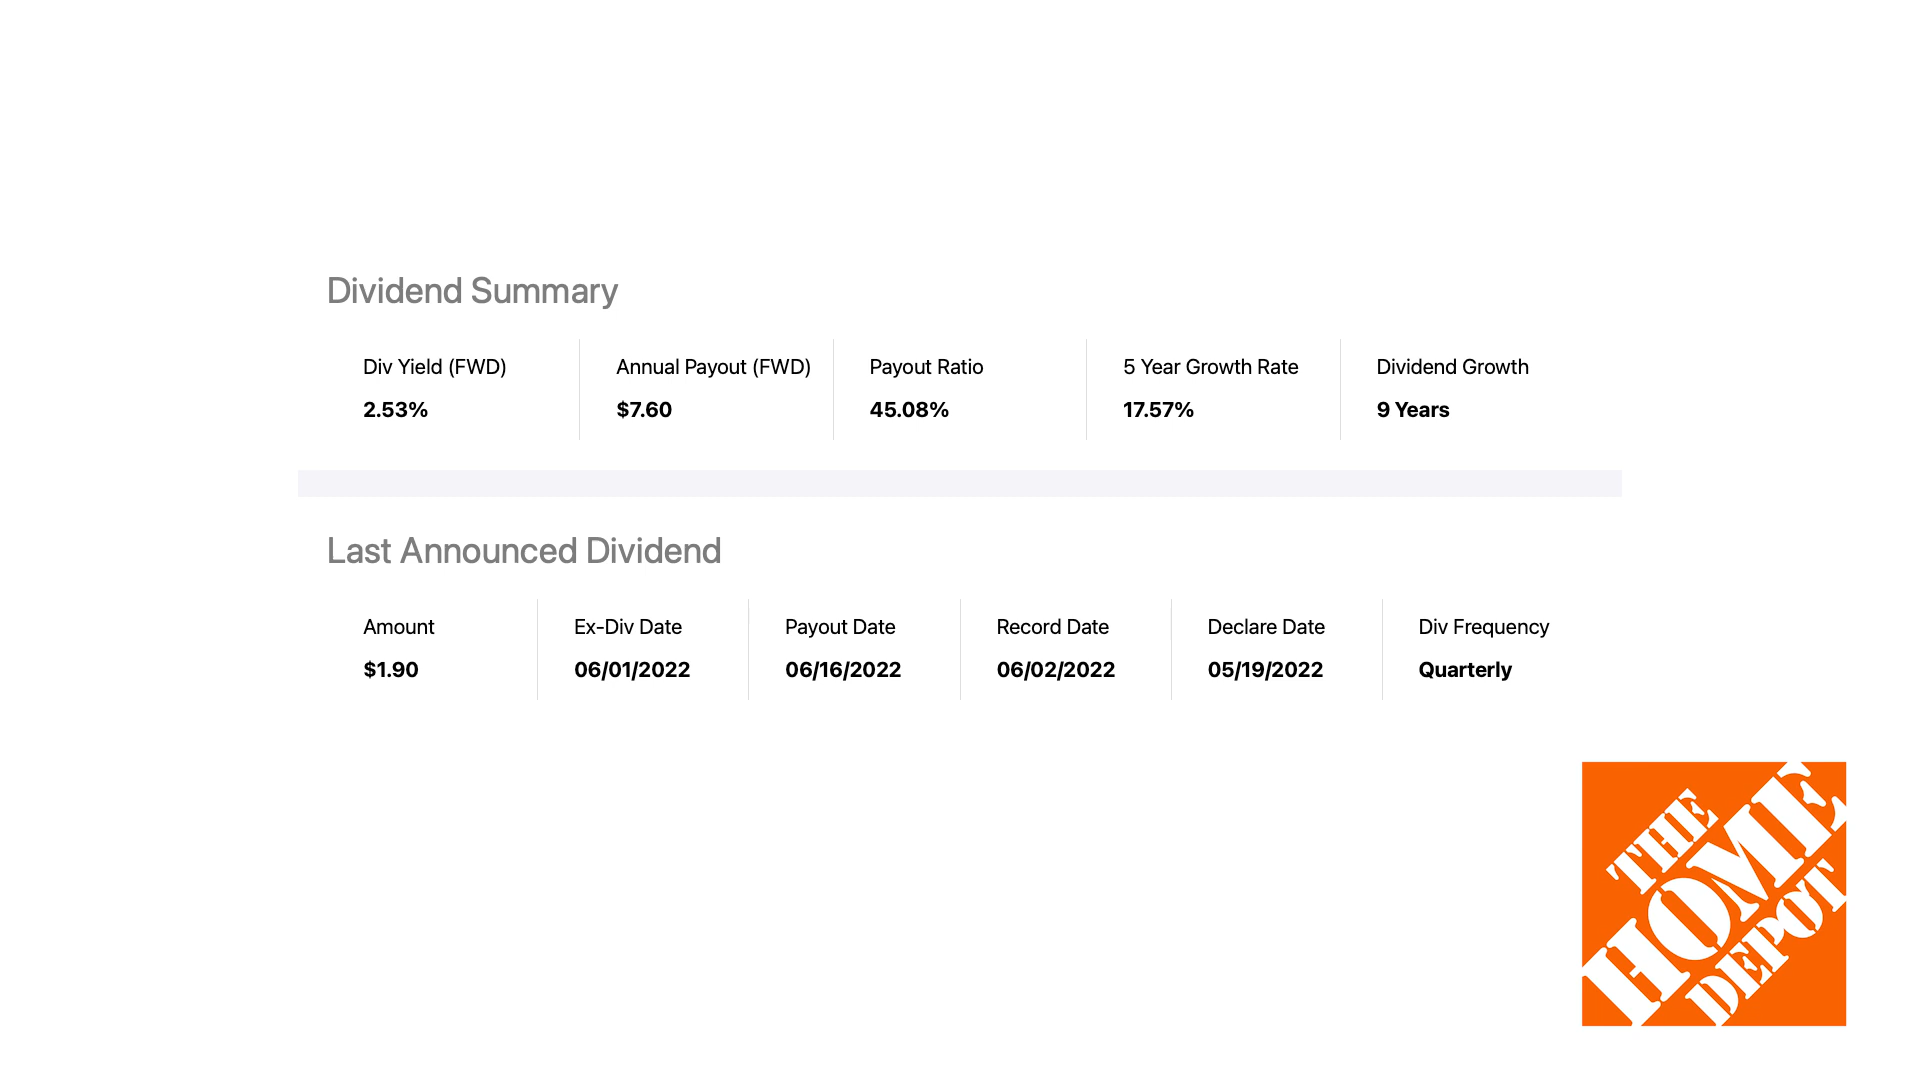 Dividend Summary
Div Yield (FWD) Annual Payout (FWD) Payout Ratio 5 Year Growth Rate Dividend Growth
2.53% $7.60 45.08% 17.57% 9 Years
Last Announced Dividend
Amount Ex-Div Date Payout Date Record Date Declare Date Div Frequency
$1.90 06/01/2022 06/16/2022 06/02/2022 05/19/2022 Quarterly
THE
HOME
DEPOT